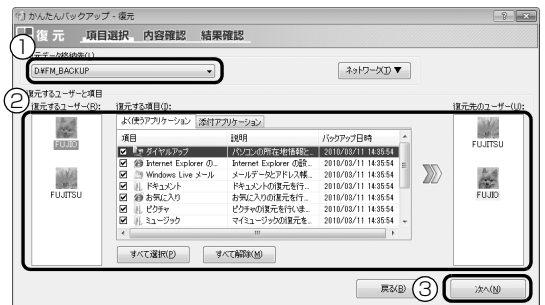 かんたんバックアップ - 復元
復元 項目選択 内容確認 結果確認
①
元データ格納先(L)
D¥FM_BACKUP
ネットワーク(T) ▼
②
復元するユーザーと項目
復元するユーザー(R): 復元する項目(I): 復元先のユーザー(U):
よく使うアプリケーション 添付アプリケーション
項目 説明 バックアップ日時
ダイヤルアップ パソコンの所在地情報と... 2010/03/11 14:35:54
Internet Explorer の... Internet Explorer の設... 2010/03/11 14:35:54
Windows Live メール メールデータとアドレス帳... 2010/03/11 14:35:54
ドキュメント ドキュメントの復元を行... 2010/03/11 14:35:54
お気に入り お気に入りの復元を行... 2010/03/11 14:35:54
ピクチャ ピクチャの復元を行いま... 2010/03/11 14:35:54
ミュージック マイミュージックの復元を... 2010/03/11 14:35:54
FUJIO
FUJITSU
FUJITSU
FUJIO
すべて選択(P) すべて解除(M)
戻る(B) ③ 次へ(N)